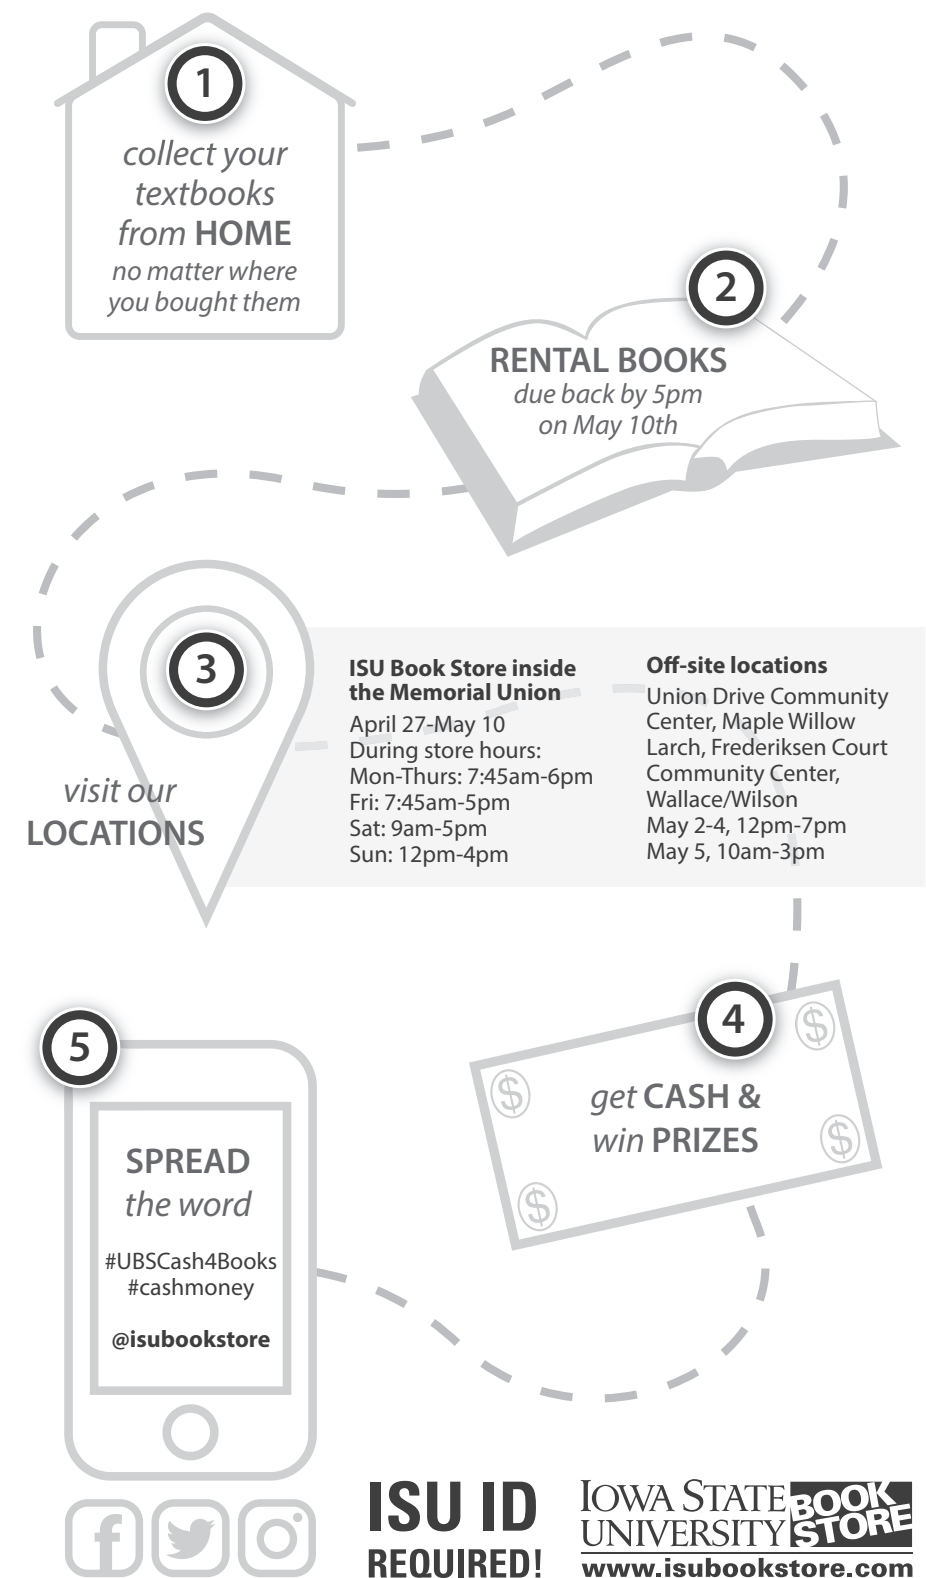 1
collect your
textbooks
from HOME
no matter where
you bought them
2
RENTAL BOOKS
due back by 5pm
on May 10th
3
visit our
LOCATIONS
ISU Book Store inside
the Memorial Union
April 27-May 10
During store hours:
Mon-Thurs: 7:45am-6pm
Fri: 7:45am-5pm
Sat: 9am-5pm
Sun: 12pm-4pm
Off-site locations
Union Drive Community
Center, Maple Willow
Larch, Frederiksen Court
Community Center,
Wallace/Wilson
May 2-4, 12pm-7pm
May 5, 10am-3pm
4
$
$
get CASH &
win PRIZES
$
$
5
SPREAD
the word
#UBSCash4Books
#cashmoney
@isubookstore
ISU ID
REQUIRED!
IOWA STATE
UNIVERSITY
BOOK
STORE
www.isubookstore.com